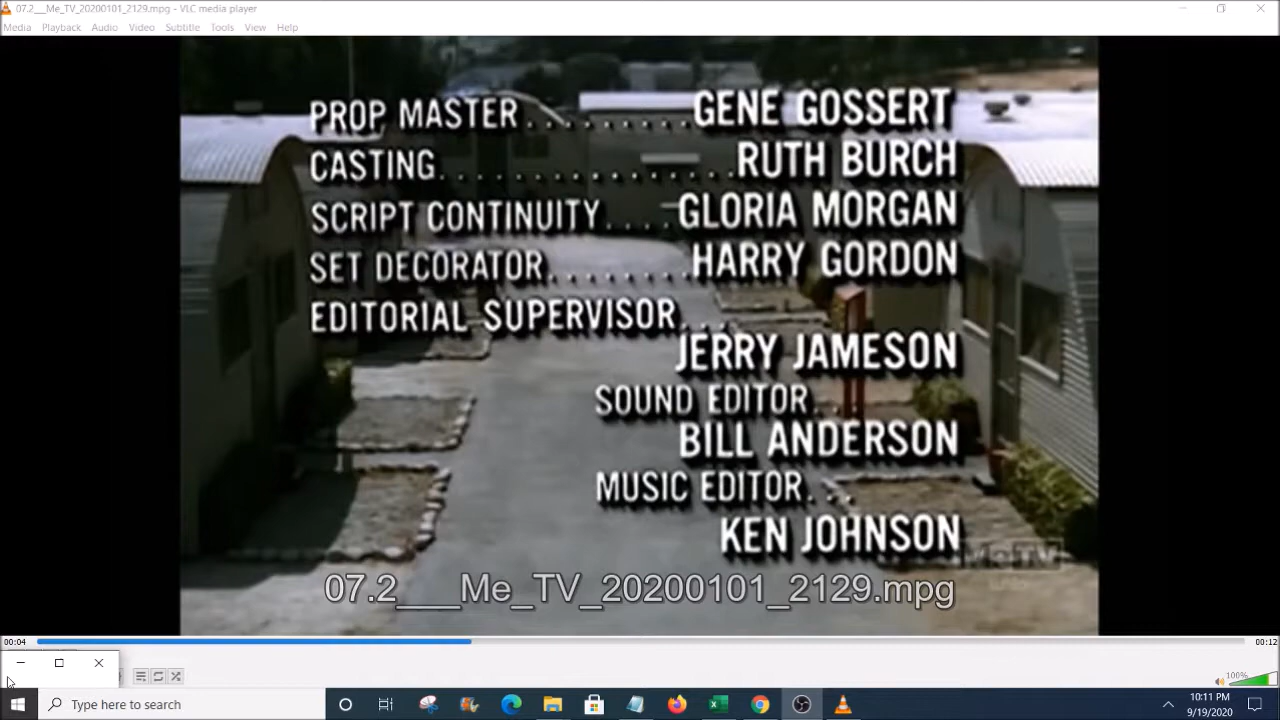 07.2___Me_TV_20200101_2129.mpg - VLC media player
Media Playback Audio Video Subtitle Tools View Help
PROP MASTER.........GENE GOSSERT
CASTING................RUTH BURCH
SCRIPT CONTINUITY....GLORIA MORGAN
SET DECORATOR........HARRY GORDON
EDITORIAL SUPERVISOR...
JERRY JAMESON
SOUND EDITOR...
BILL ANDERSON
MUSIC EDITOR...
KEN JOHNSON
MeTV
07.2___Me_TV_20200101_2129.mpg
00:04
00:12
100%
Type here to search
10:11 PM
9/19/2020